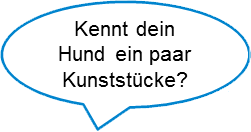 Kennt dein
Hund ein paar
Kunststücke?